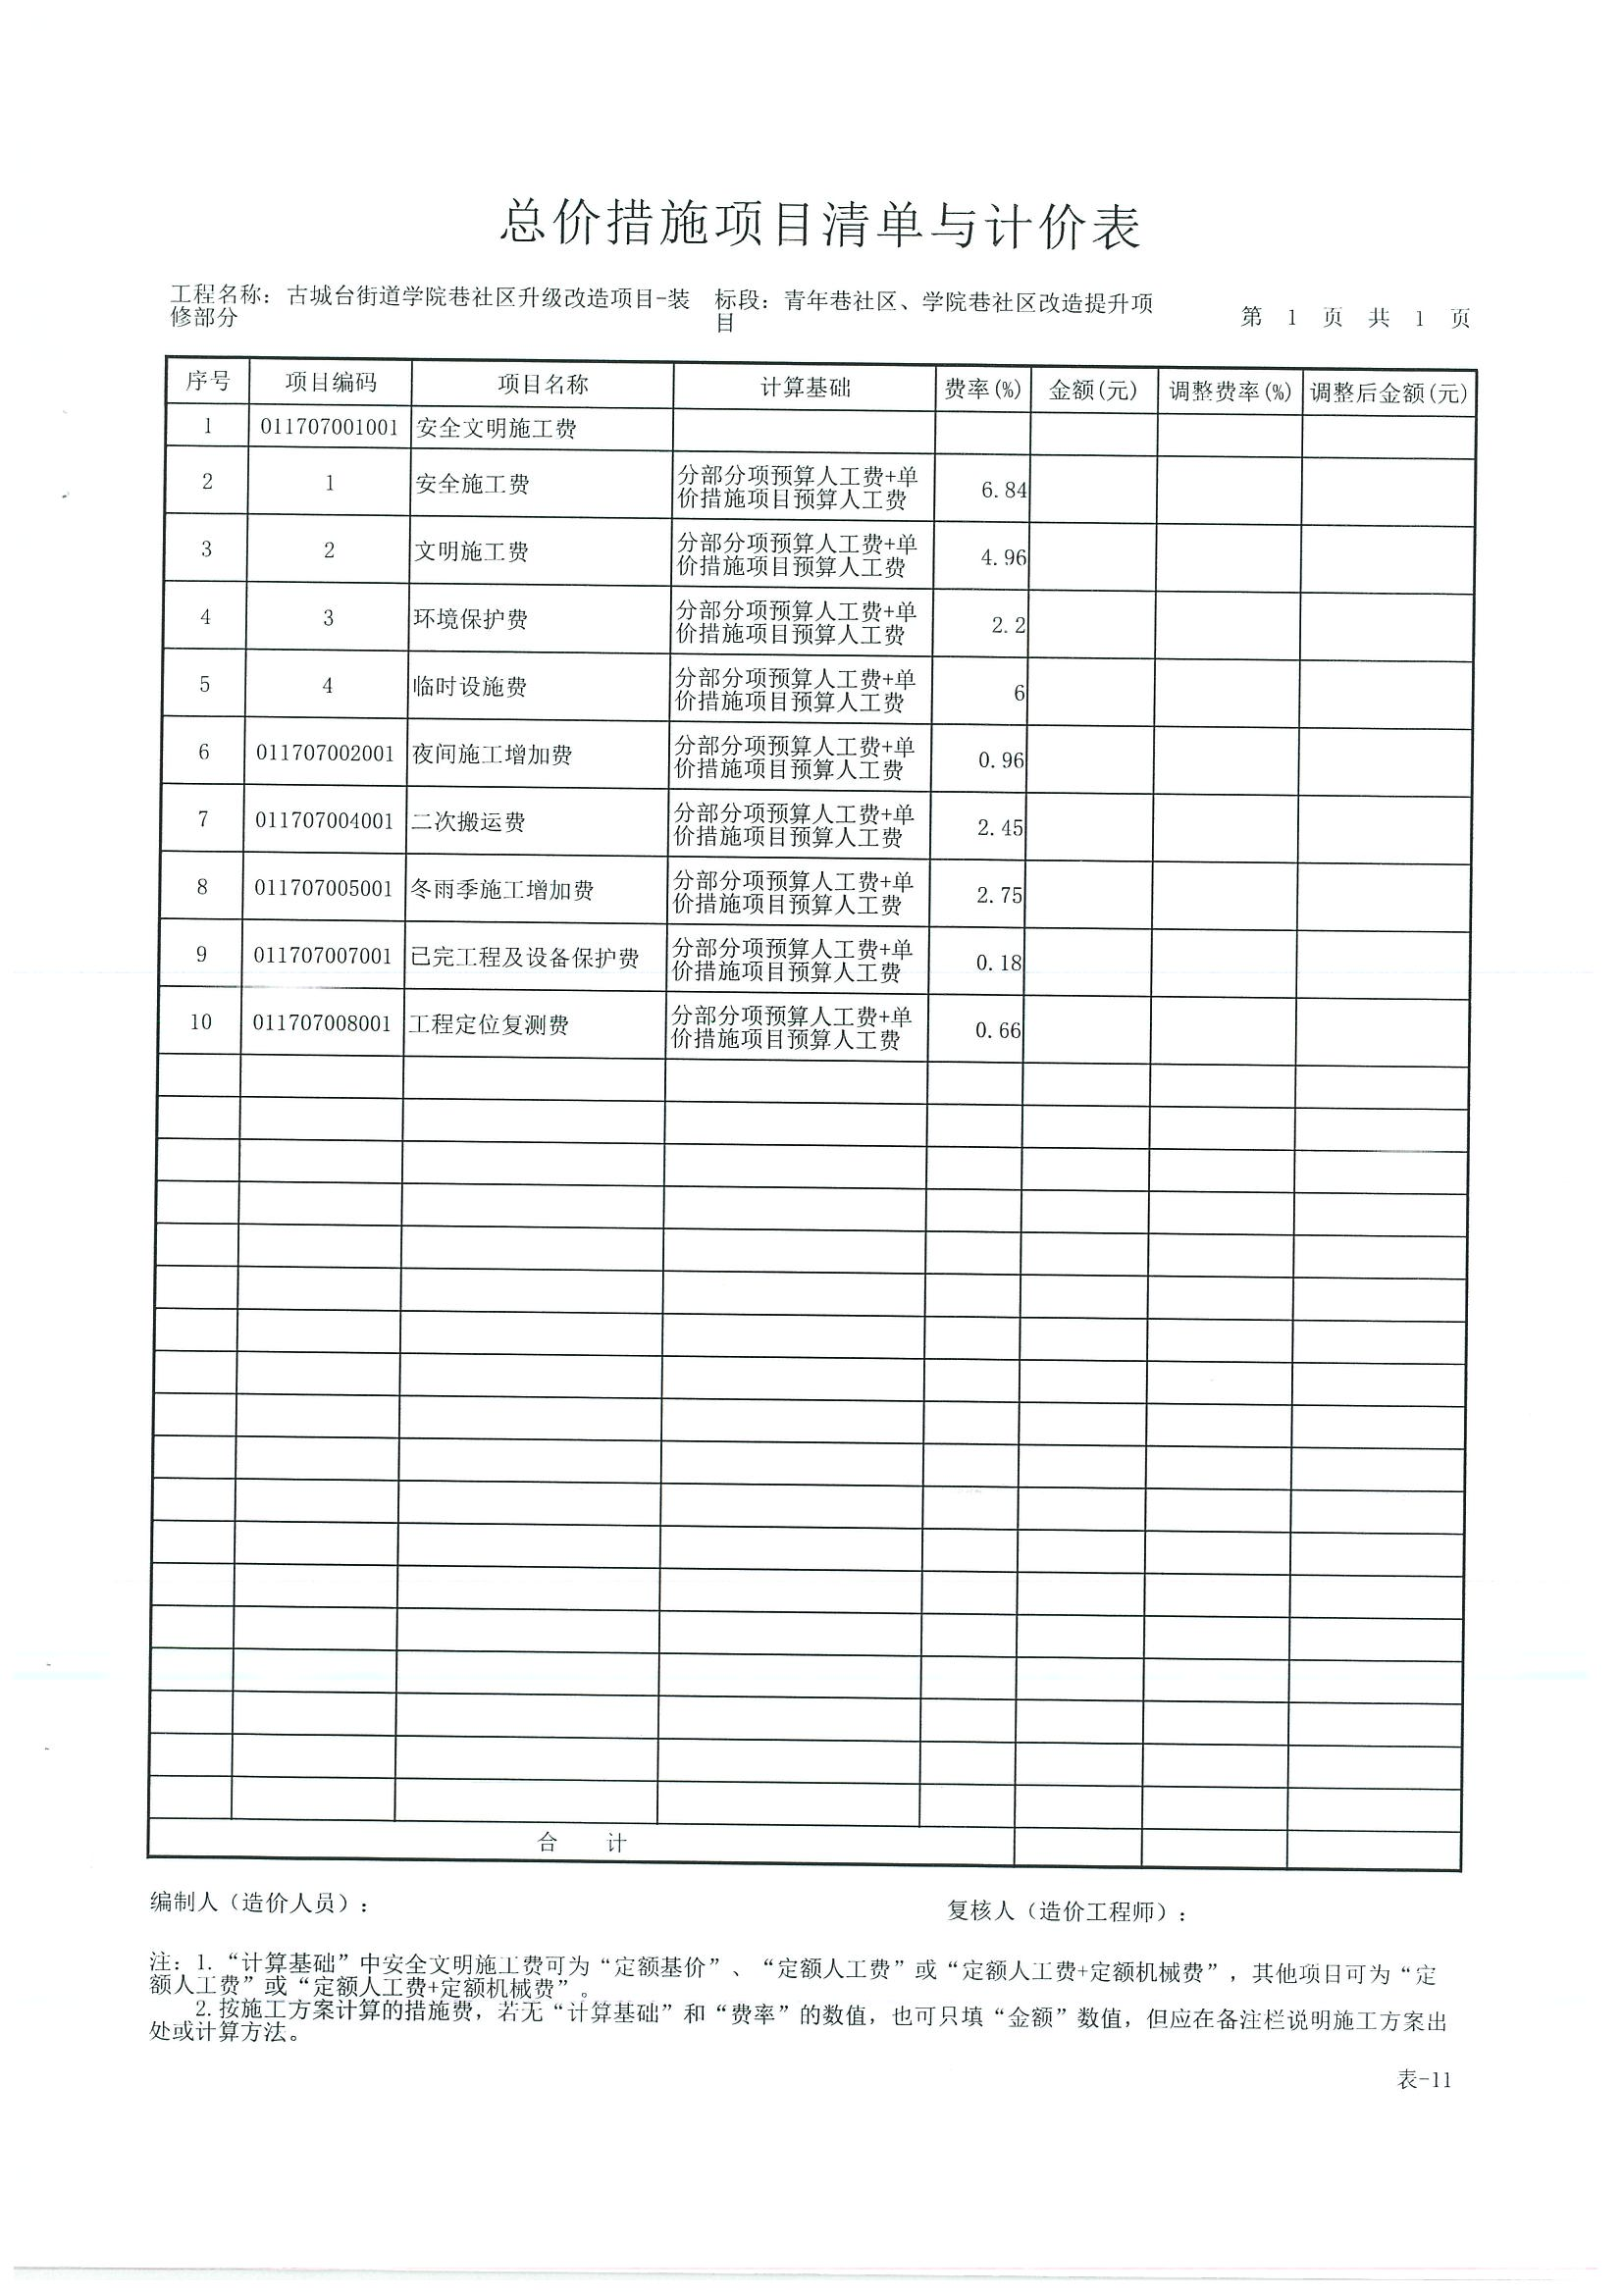 总价措施项目清单与计价表
工程名称：古城台街道学院巷社区升级改造项目-装
修部分
标段：青年巷社区、学院巷社区改造提升项
目
第 1 页 共 1 页
序号 项目编码 项目名称 计算基础 费率(%) 金额(元) 调整费率(%) 调整后金额(元)
1 011707001001 安全文明施工费
2 1 安全施工费 分部分项预算人工费+单
价措施项目预算人工费 6.84
3 2 文明施工费 分部分项预算人工费+单
价措施项目预算人工费 4.96
4 3 环境保护费 分部分项预算人工费+单
价措施项目预算人工费 2.2
5 4 临时设施费 分部分项预算人工费+单
价措施项目预算人工费 6
6 011707002001 夜间施工增加费 分部分项预算人工费+单
价措施项目预算人工费 0.96
7 011707004001 二次搬运费 分部分项预算人工费+单
价措施项目预算人工费 2.45
8 011707005001 冬雨季施工增加费 分部分项预算人工费+单
价措施项目预算人工费 2.75
9 011707007001 已完工程及设备保护费 分部分项预算人工费+单
价措施项目预算人工费 0.18
10 011707008001 工程定位复测费 分部分项预算人工费+单
价措施项目预算人工费 0.66
合 计
编制人（造价人员）：
复核人（造价工程师）：
注：1.“计算基础”中安全文明施工费可为“定额基价”、“定额人工费”或“定额人工费+定额机械费”，其他项目可为“定
额人工费”或“定额人工费+定额机械费”。
2.按施工方案计算的措施费，若无“计算基础”和“费率”的数值，也可只填“金额”数值，但应在备注栏说明施工方案出
处或计算方法。
表-11